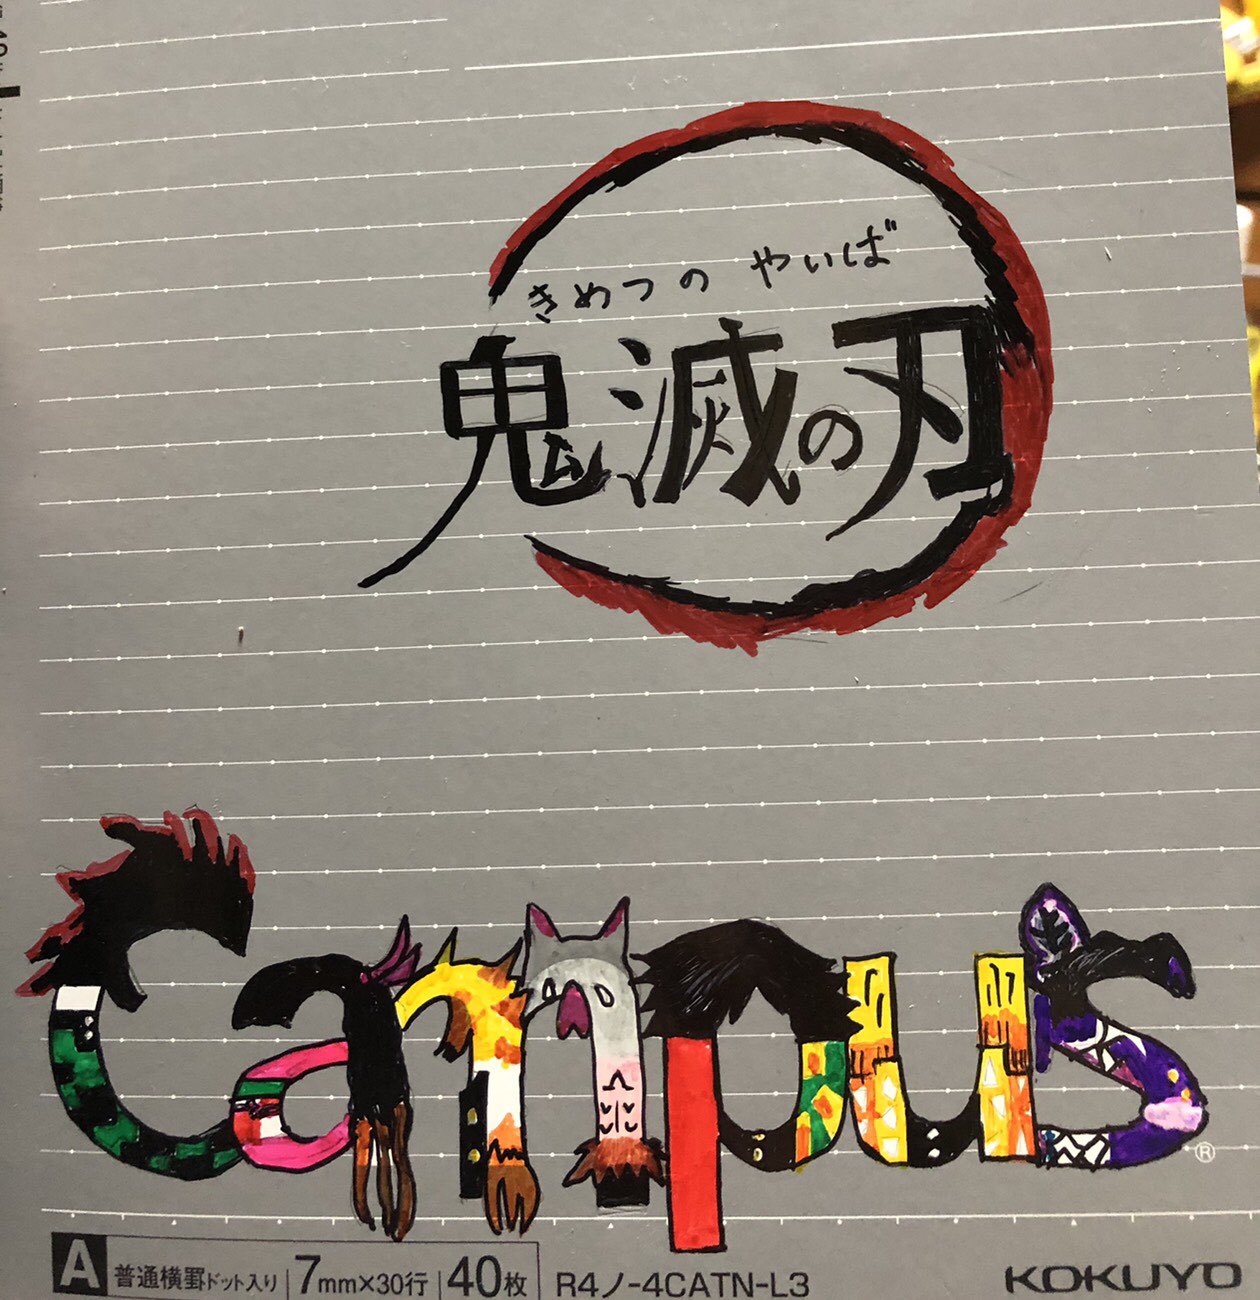 きめつの やいば
鬼滅の刃
Campus ®
A 普通横罫ドット入り 7mm×30行 40枚 R4ノ-4CATN-L3 KOKUYO